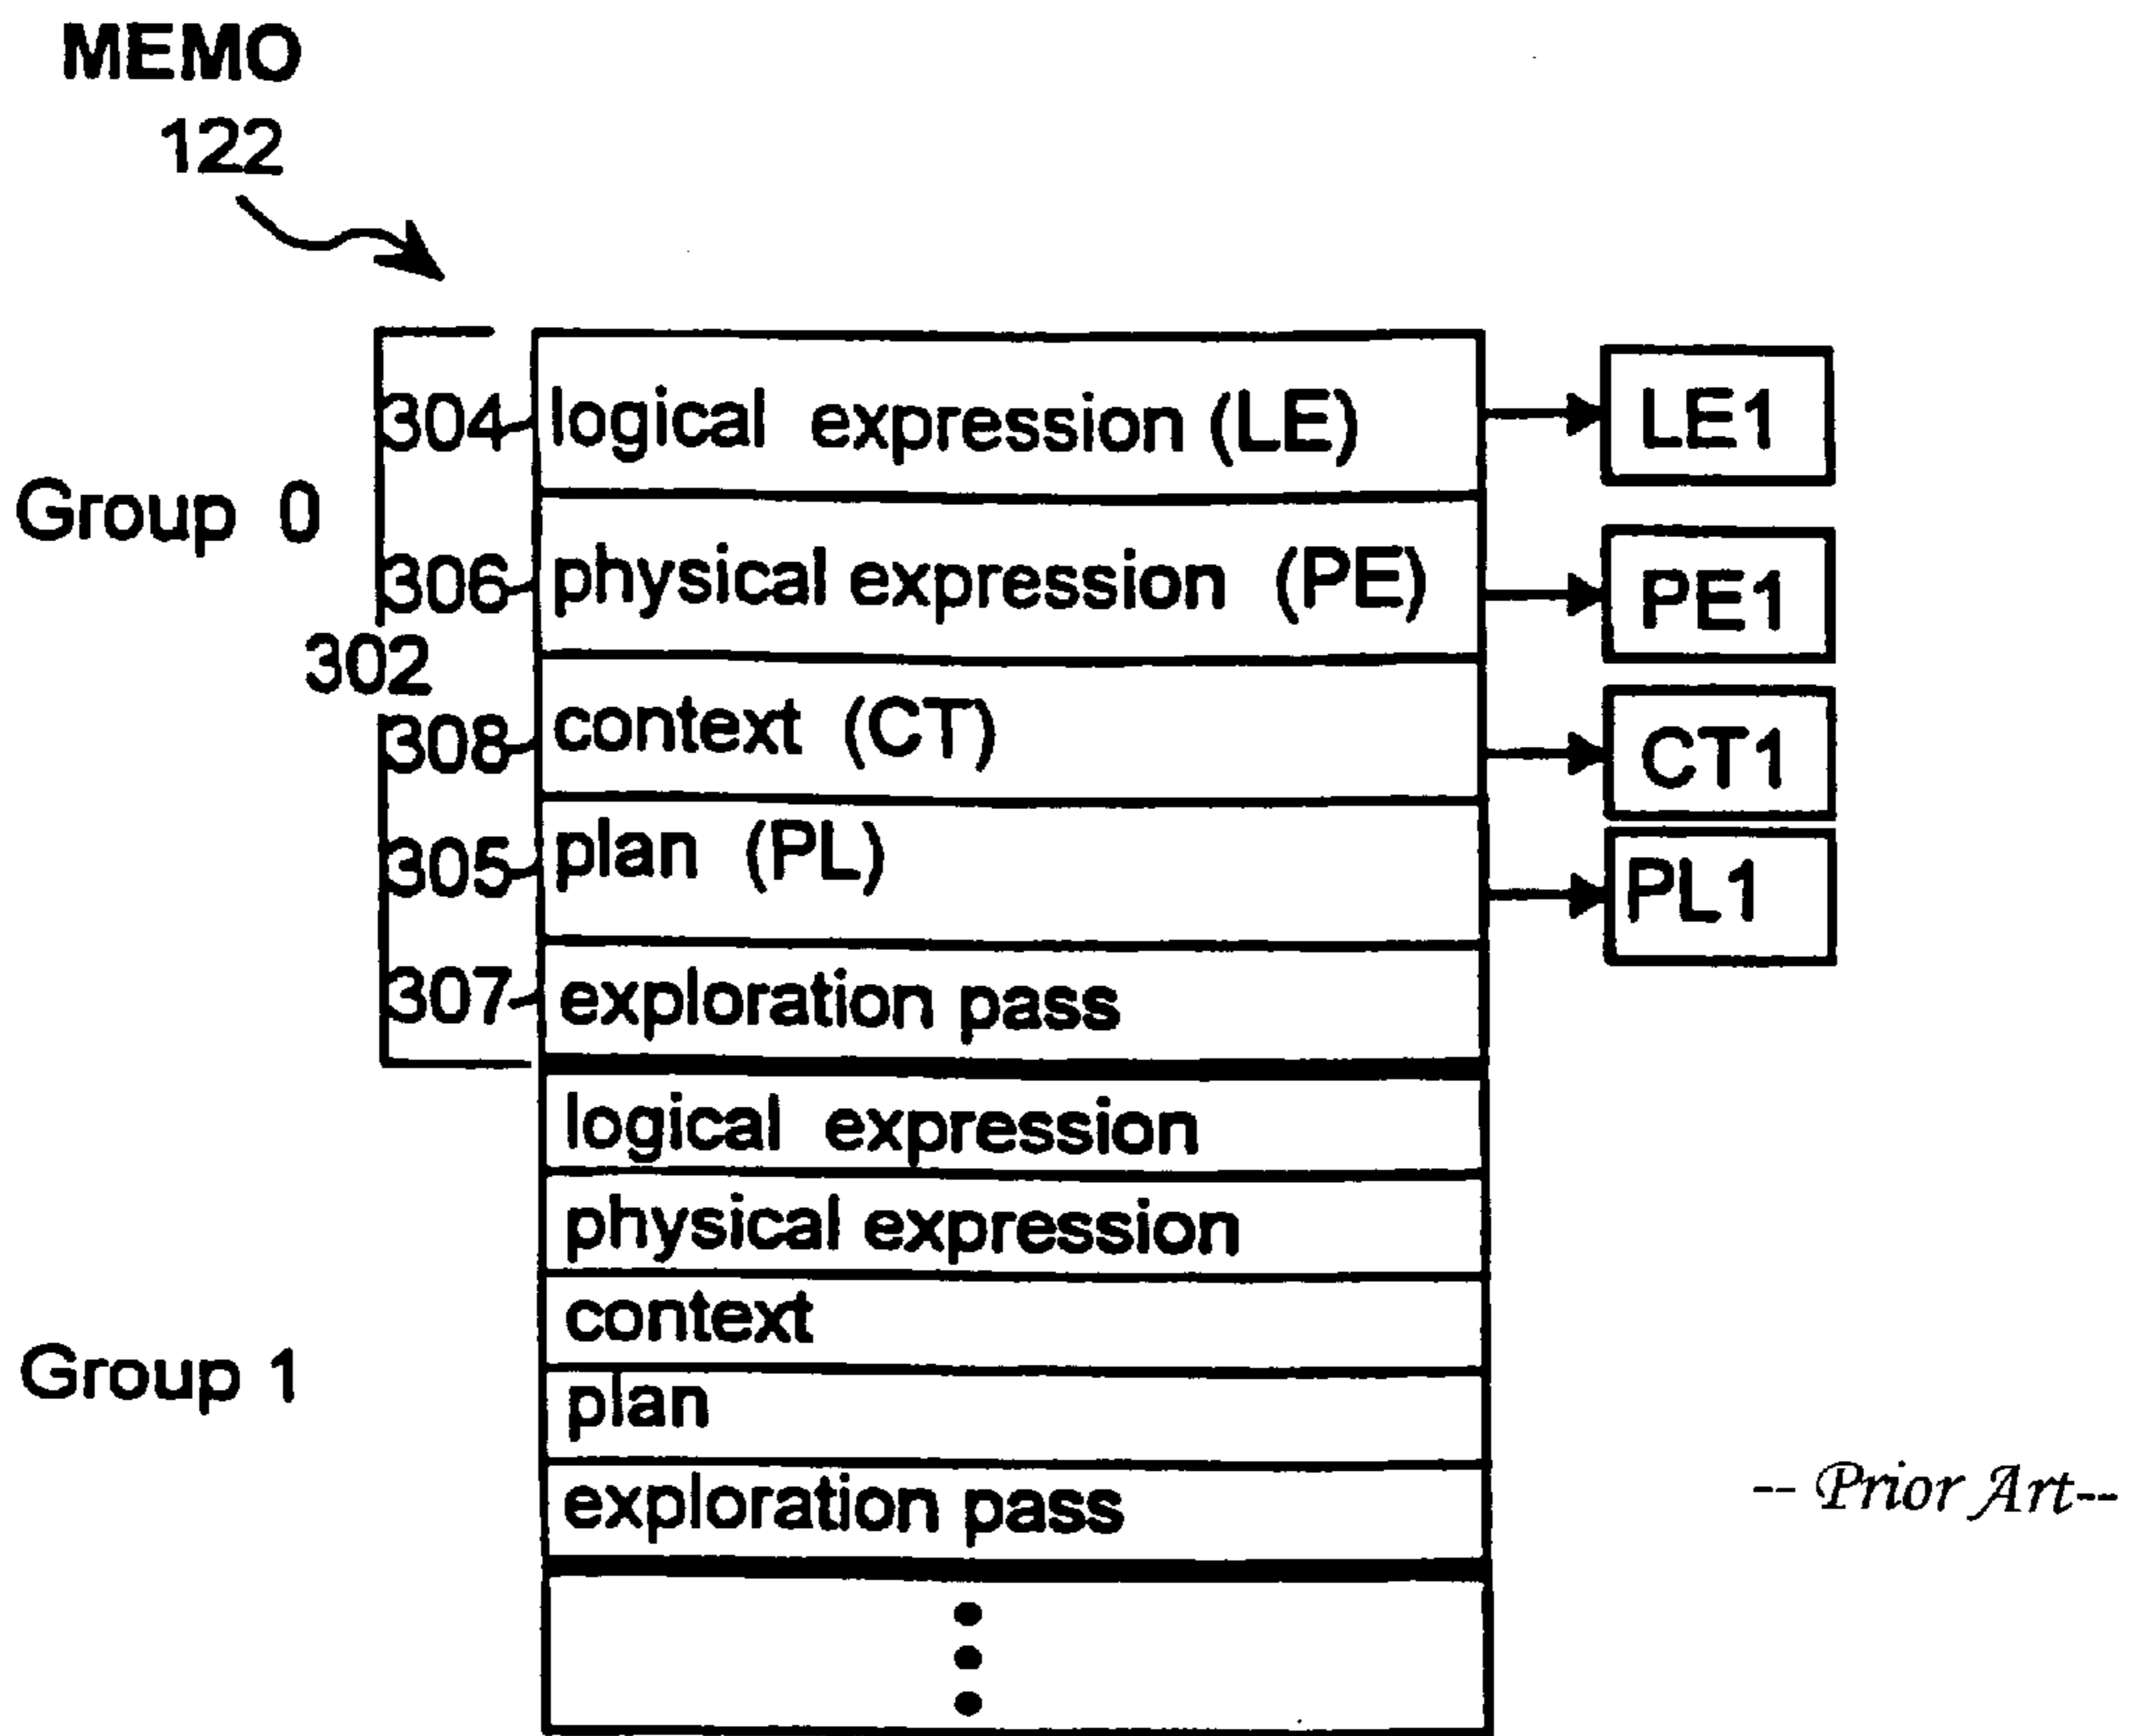 MEMO
122
304 logical expression (LE) LE1
Group 0
306 physical expression (PE) PE1
302
308 context (CT) CT1
305 plan (PL) PL1
307 exploration pass
logical expression
physical expression
context
Group 1
plan
exploration pass
-- Prior Art--